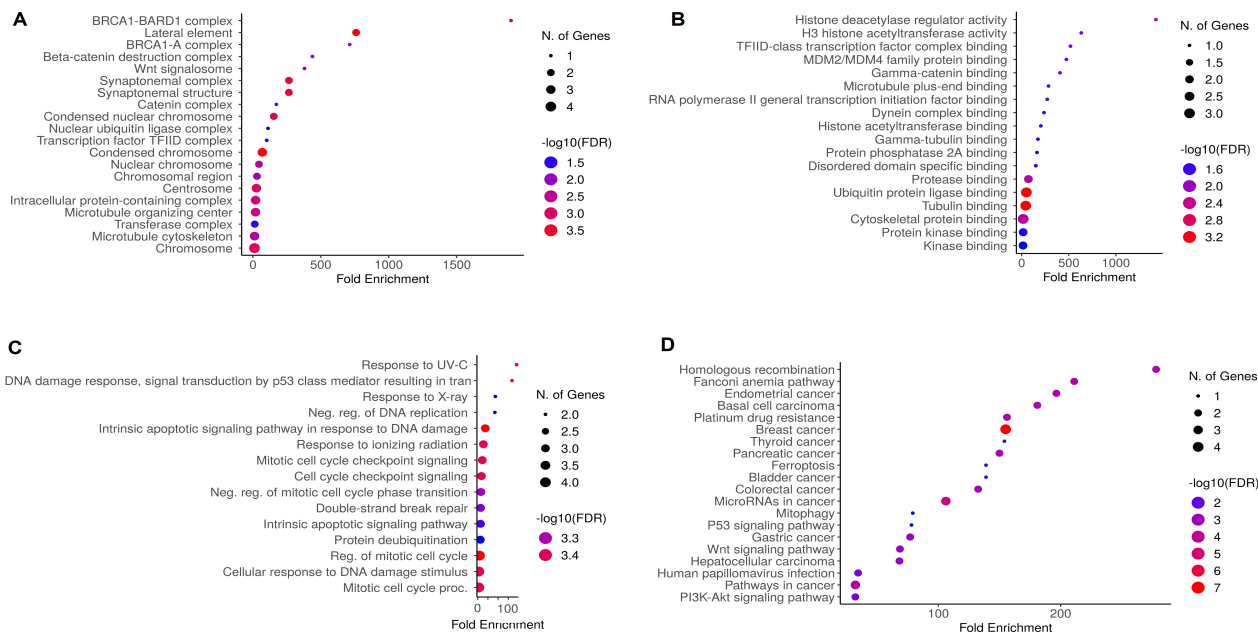 A
BRCA1-BARD1 complex
Lateral element
BRCA1-A complex
Beta-catenin destruction complex
Wnt signalosome
Synaptonemal complex
Synaptonemal structure
Catenin complex
Condensed nuclear chromosome
Nuclear ubiquitin ligase complex
Transcription factor TFIID complex
Condensed chromosome
Nuclear chromosome
Chromosomal region
Centrosome
Intracellular protein-containing complex
Microtubule organizing center
Transferase complex
Microtubule cytoskeleton
Chromosome
0 500 1000 1500
Fold Enrichment
N. of Genes
1
2
3
4
-log10(FDR)
1.5
2.0
2.5
3.0
3.5
B
Histone deacetylase regulator activity
H3 histone acetyltransferase activity
TFIID-class transcription factor complex binding
MDM2/MDM4 family protein binding
Gamma-catenin binding
Microtubule plus-end binding
RNA polymerase II general transcription initiation factor binding
Dynein complex binding
Histone acetyltransferase binding
Gamma-tubulin binding
Protein phosphatase 2A binding
Disordered domain specific binding
Protease binding
Ubiquitin protein ligase binding
Tubulin binding
Cytoskeletal protein binding
Protein kinase binding
Kinase binding
0 500 1000
Fold Enrichment
N. of Genes
1.0
1.5
2.0
2.5
3.0
-log10(FDR)
1.6
2.0
2.4
2.8
3.2
C
Response to UV-C
DNA damage response, signal transduction by p53 class mediator resulting in tran
Response to X-ray
Neg. reg. of DNA replication
Intrinsic apoptotic signaling pathway in response to DNA damage
Response to ionizing radiation
Mitotic cell cycle checkpoint signaling
Cell cycle checkpoint signaling
Neg. reg. of mitotic cell cycle phase transition
Double-strand break repair
Intrinsic apoptotic signaling pathway
Protein deubiquitination
Reg. of mitotic cell cycle
Cellular response to DNA damage stimulus
Mitotic cell cycle proc.
0 100
Fold Enrichment
N. of Genes
2.0
2.5
3.0
3.5
4.0
-log10(FDR)
3.3
3.4
D
Homologous recombination
Fanconi anemia pathway
Endometrial cancer
Basal cell carcinoma
Platinum drug resistance
Breast cancer
Thyroid cancer
Pancreatic cancer
Ferroptosis
Bladder cancer
Colorectal cancer
MicroRNAs in cancer
Mitophagy
P53 signaling pathway
Gastric cancer
Wnt signaling pathway
Hepatocellular carcinoma
Human papillomavirus infection
Pathways in cancer
PI3K-Akt signaling pathway
100 200
Fold Enrichment
N. of Genes
1
2
3
4
-log10(FDR)
2
3
4
5
6
7